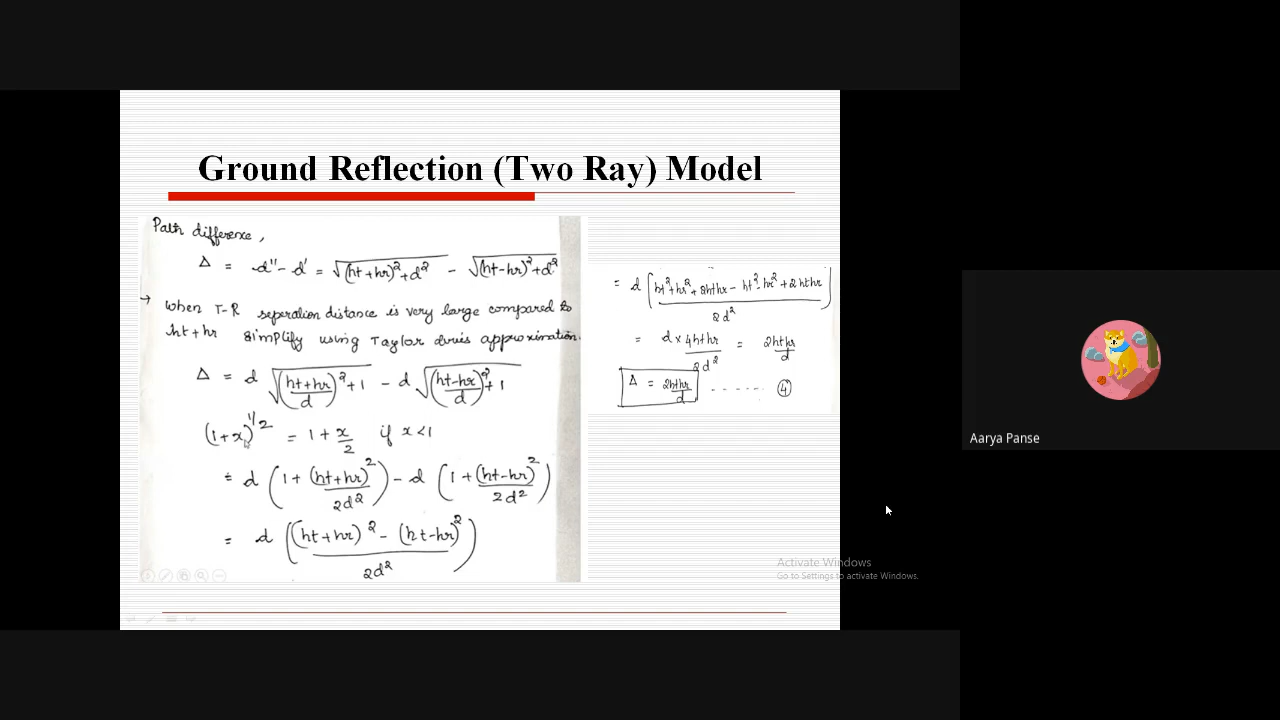 Ground Reflection (Two Ray) Model
Path difference,
Δ = d'' - d' = √(ht+hr)²+d² - √(ht-hr)²+d²
→ when T-R seperation distance is very large compared to
ht+hr simplify using Taylor approximation.
Δ = d √((ht+hr)/d)²+1 - d √((ht-hr)/d)²+1
(1+x)^1/2 = 1 + x/2 if x<1
= d (1 + (ht+hr)²/2d²) - d (1 + (ht-hr)²/2d²)
= d ((ht+hr)² - (ht-hr)²/2d²)
= d [ht²+hr²+2hthr - ht²-hr²+2hthr/2d²]
= d × 4hthr/2d² = 2hthr/d
Δ = 2hthr/d ------ ④
Aarya Panse
Activate Windows
Go to Settings to activate Windows.